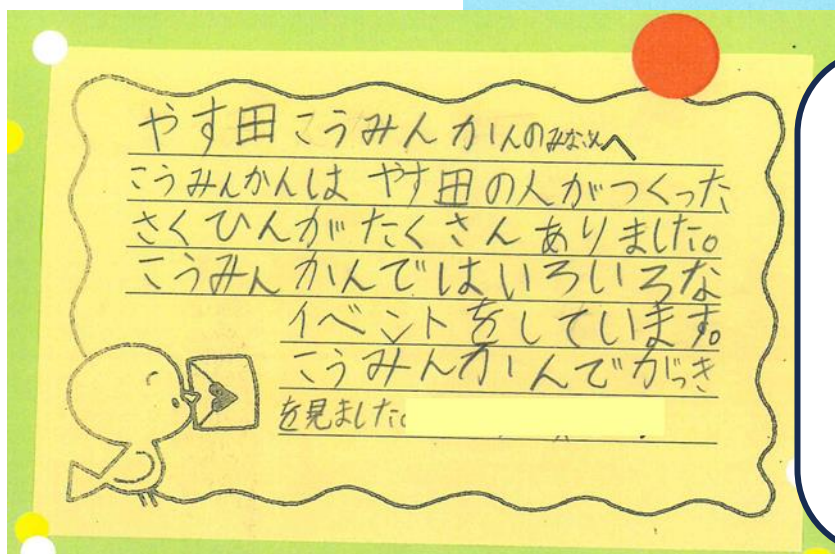 やす田こうみんかんのみなさんへ
こうみんかんは やす田の人がつくった
さくひんがたくさんありました。
こうみんかんではいろいろな
イベントをしています。
こうみんかんでがっき
を見ました。